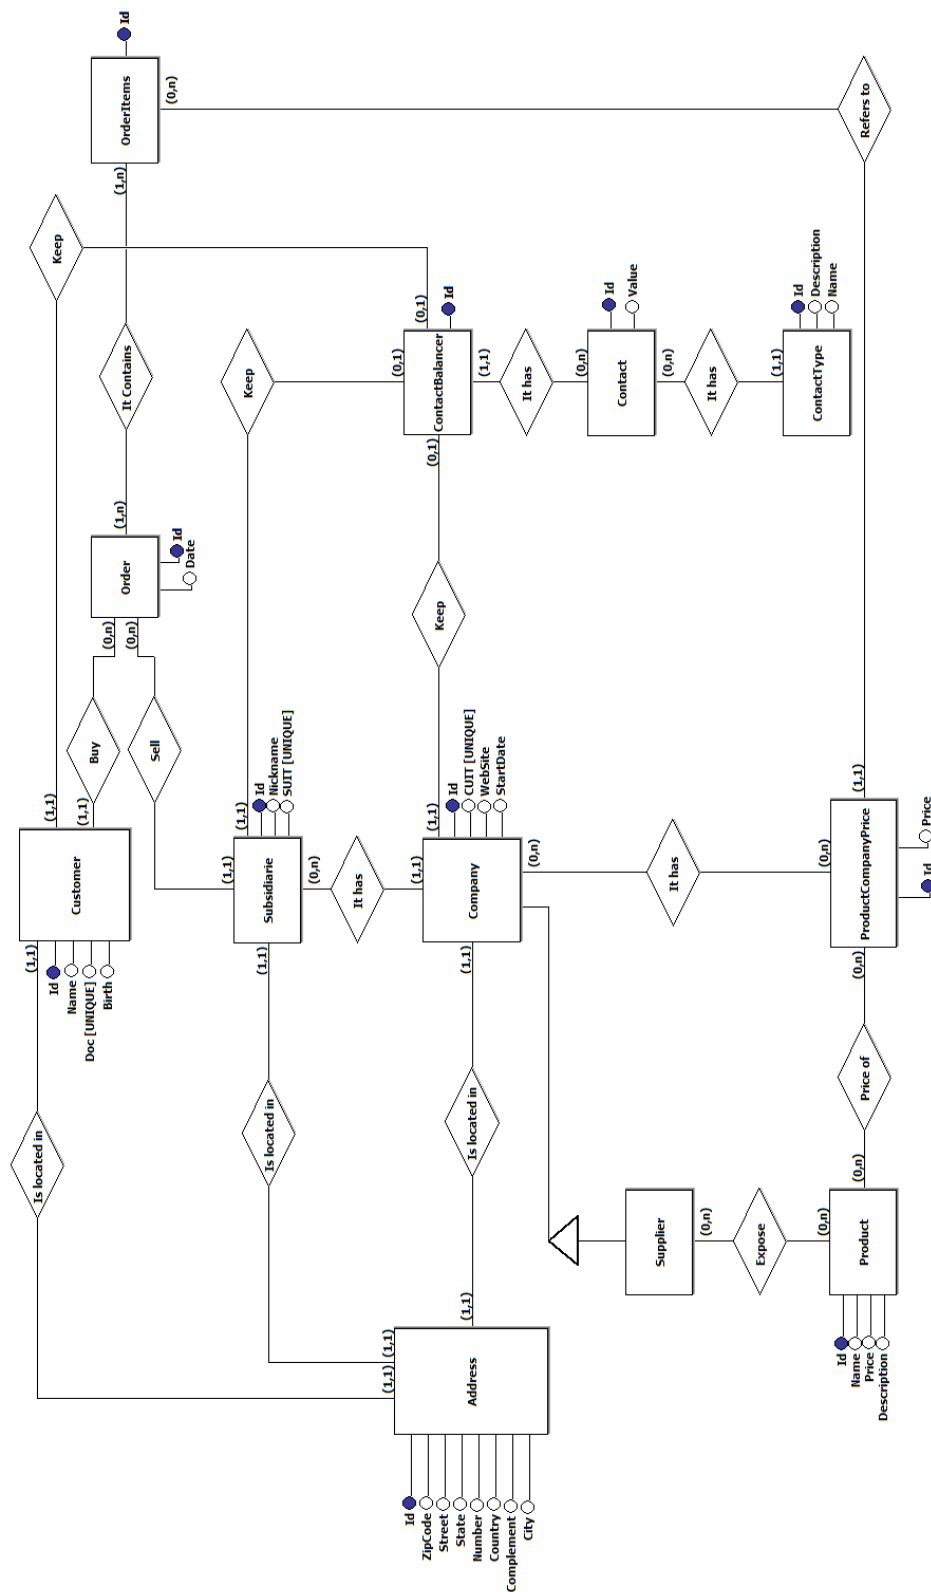 Is located in
(1,1)
(1,1)
Customer
Id
Name
Doc [UNIQUE]
Birth
(1,1)
Keep
(1,1)
Buy
(0,n)
Sell
(0,n)
Order
Id
Date
(1,n)
It Contains
(1,n)
OrderItems
Id
(0,n)
(1,1)
Is located in
(1,1)
Subsidiarie
(1,1)
(1,1)
Id
Nickname
SUIT [UNIQUE]
Keep
(0,n)
It has
(1,1)
Address
Id
ZipCode
Street
State
Number
Country
Complement
City
(1,1)
Is located in
(1,1)
Company
(1,1)
Id
CUIT [UNIQUE]
WebSite
StartDate
Keep
(0,1)
(0,1)
(0,1)
ContactBalancer
Id
(1,1)
It has
(0,n)
Contact
Id
Value
(0,n)
It has
(1,1)
ContactType
Id
Description
Name
(0,n)
It has
(0,n)
Supplier
(0,n)
Expose
(0,n)
Product
Id
Name
Price
Description
(0,n)
Price of
(0,n)
ProductCompanyPrice
Id
Price
(1,1)
Refers to